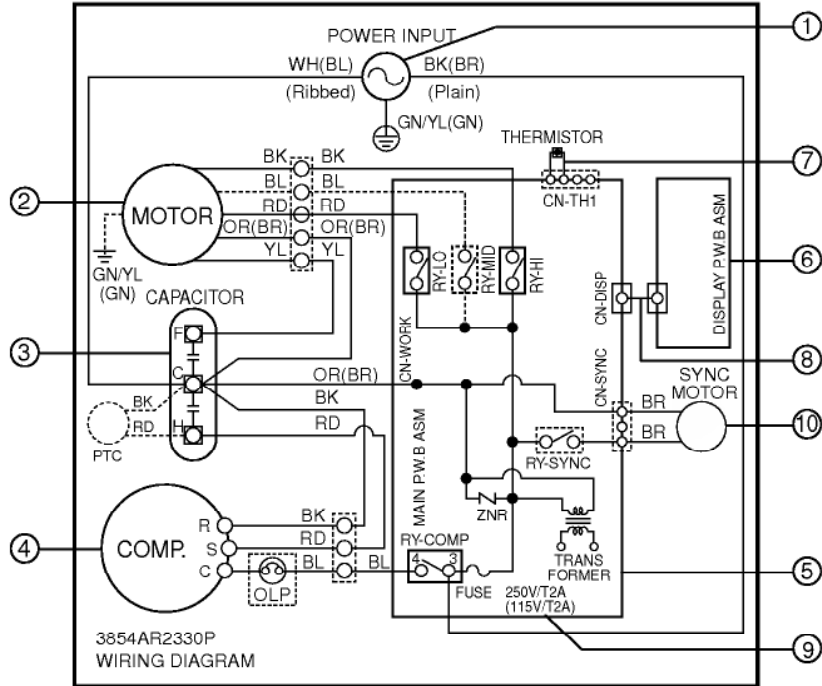 POWER INPUT
1
WH(BL)
BK(BR)
(Ribbed)
(Plain)
GN/YL(GN)
THERMISTOR
7
CN-TH1
BK
BK
BL
BL
RD
RD
OR(BR)
OR(BR)
YL
YL
2
MOTOR
GN/YL
(GN)
RY-LO
RY-MID
RY-HI
CN-DISP
DISPLAY P.W.B ASM
6
8
CAPACITOR
3
F
C
H
BK
RD
PTC
OR(BR)
BK
RD
CN-WORK
CN-SYNC
SYNC
MOTOR
BR
BR
10
RY-SYNC
MAIN P.W.B ASM
ZNR
4
COMP.
R
S
C
BK
RD
BL
BL
OLP
RY-COMP
4
3
FUSE
250V/T2A
(115V/T2A)
TRANS
FORMER
5
9
3854AR2330P
WIRING DIAGRAM